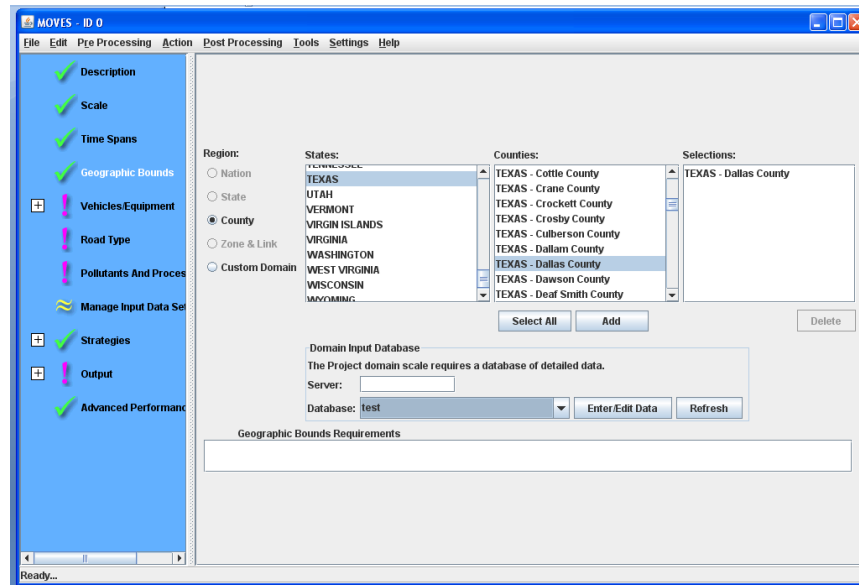 MOVES - ID 0
File Edit Pre Processing Action Post Processing Tools Settings Help
Description
Scale
Time Spans
Geographic Bounds
Vehicles/Equipment
Road Type
Pollutants And Proces
Manage Input Data Set
Strategies
Output
Advanced Performanc
Region:
Nation
State
County
Zone & Link
Custom Domain
States:
TENNESSEE
TEXAS
UTAH
VERMONT
VIRGIN ISLANDS
VIRGINIA
WASHINGTON
WEST VIRGINIA
WISCONSIN
WYOMING
Counties:
TEXAS - Cottle County
TEXAS - Crane County
TEXAS - Crockett County
TEXAS - Crosby County
TEXAS - Culberson County
TEXAS - Dallam County
TEXAS - Dallas County
TEXAS - Dawson County
TEXAS - Deaf Smith County
Selections:
TEXAS - Dallas County
Select All Add Delete
Domain Input Database
The Project domain scale requires a database of detailed data.
Server:
Database: test Enter/Edit Data Refresh
Geographic Bounds Requirements
Ready...